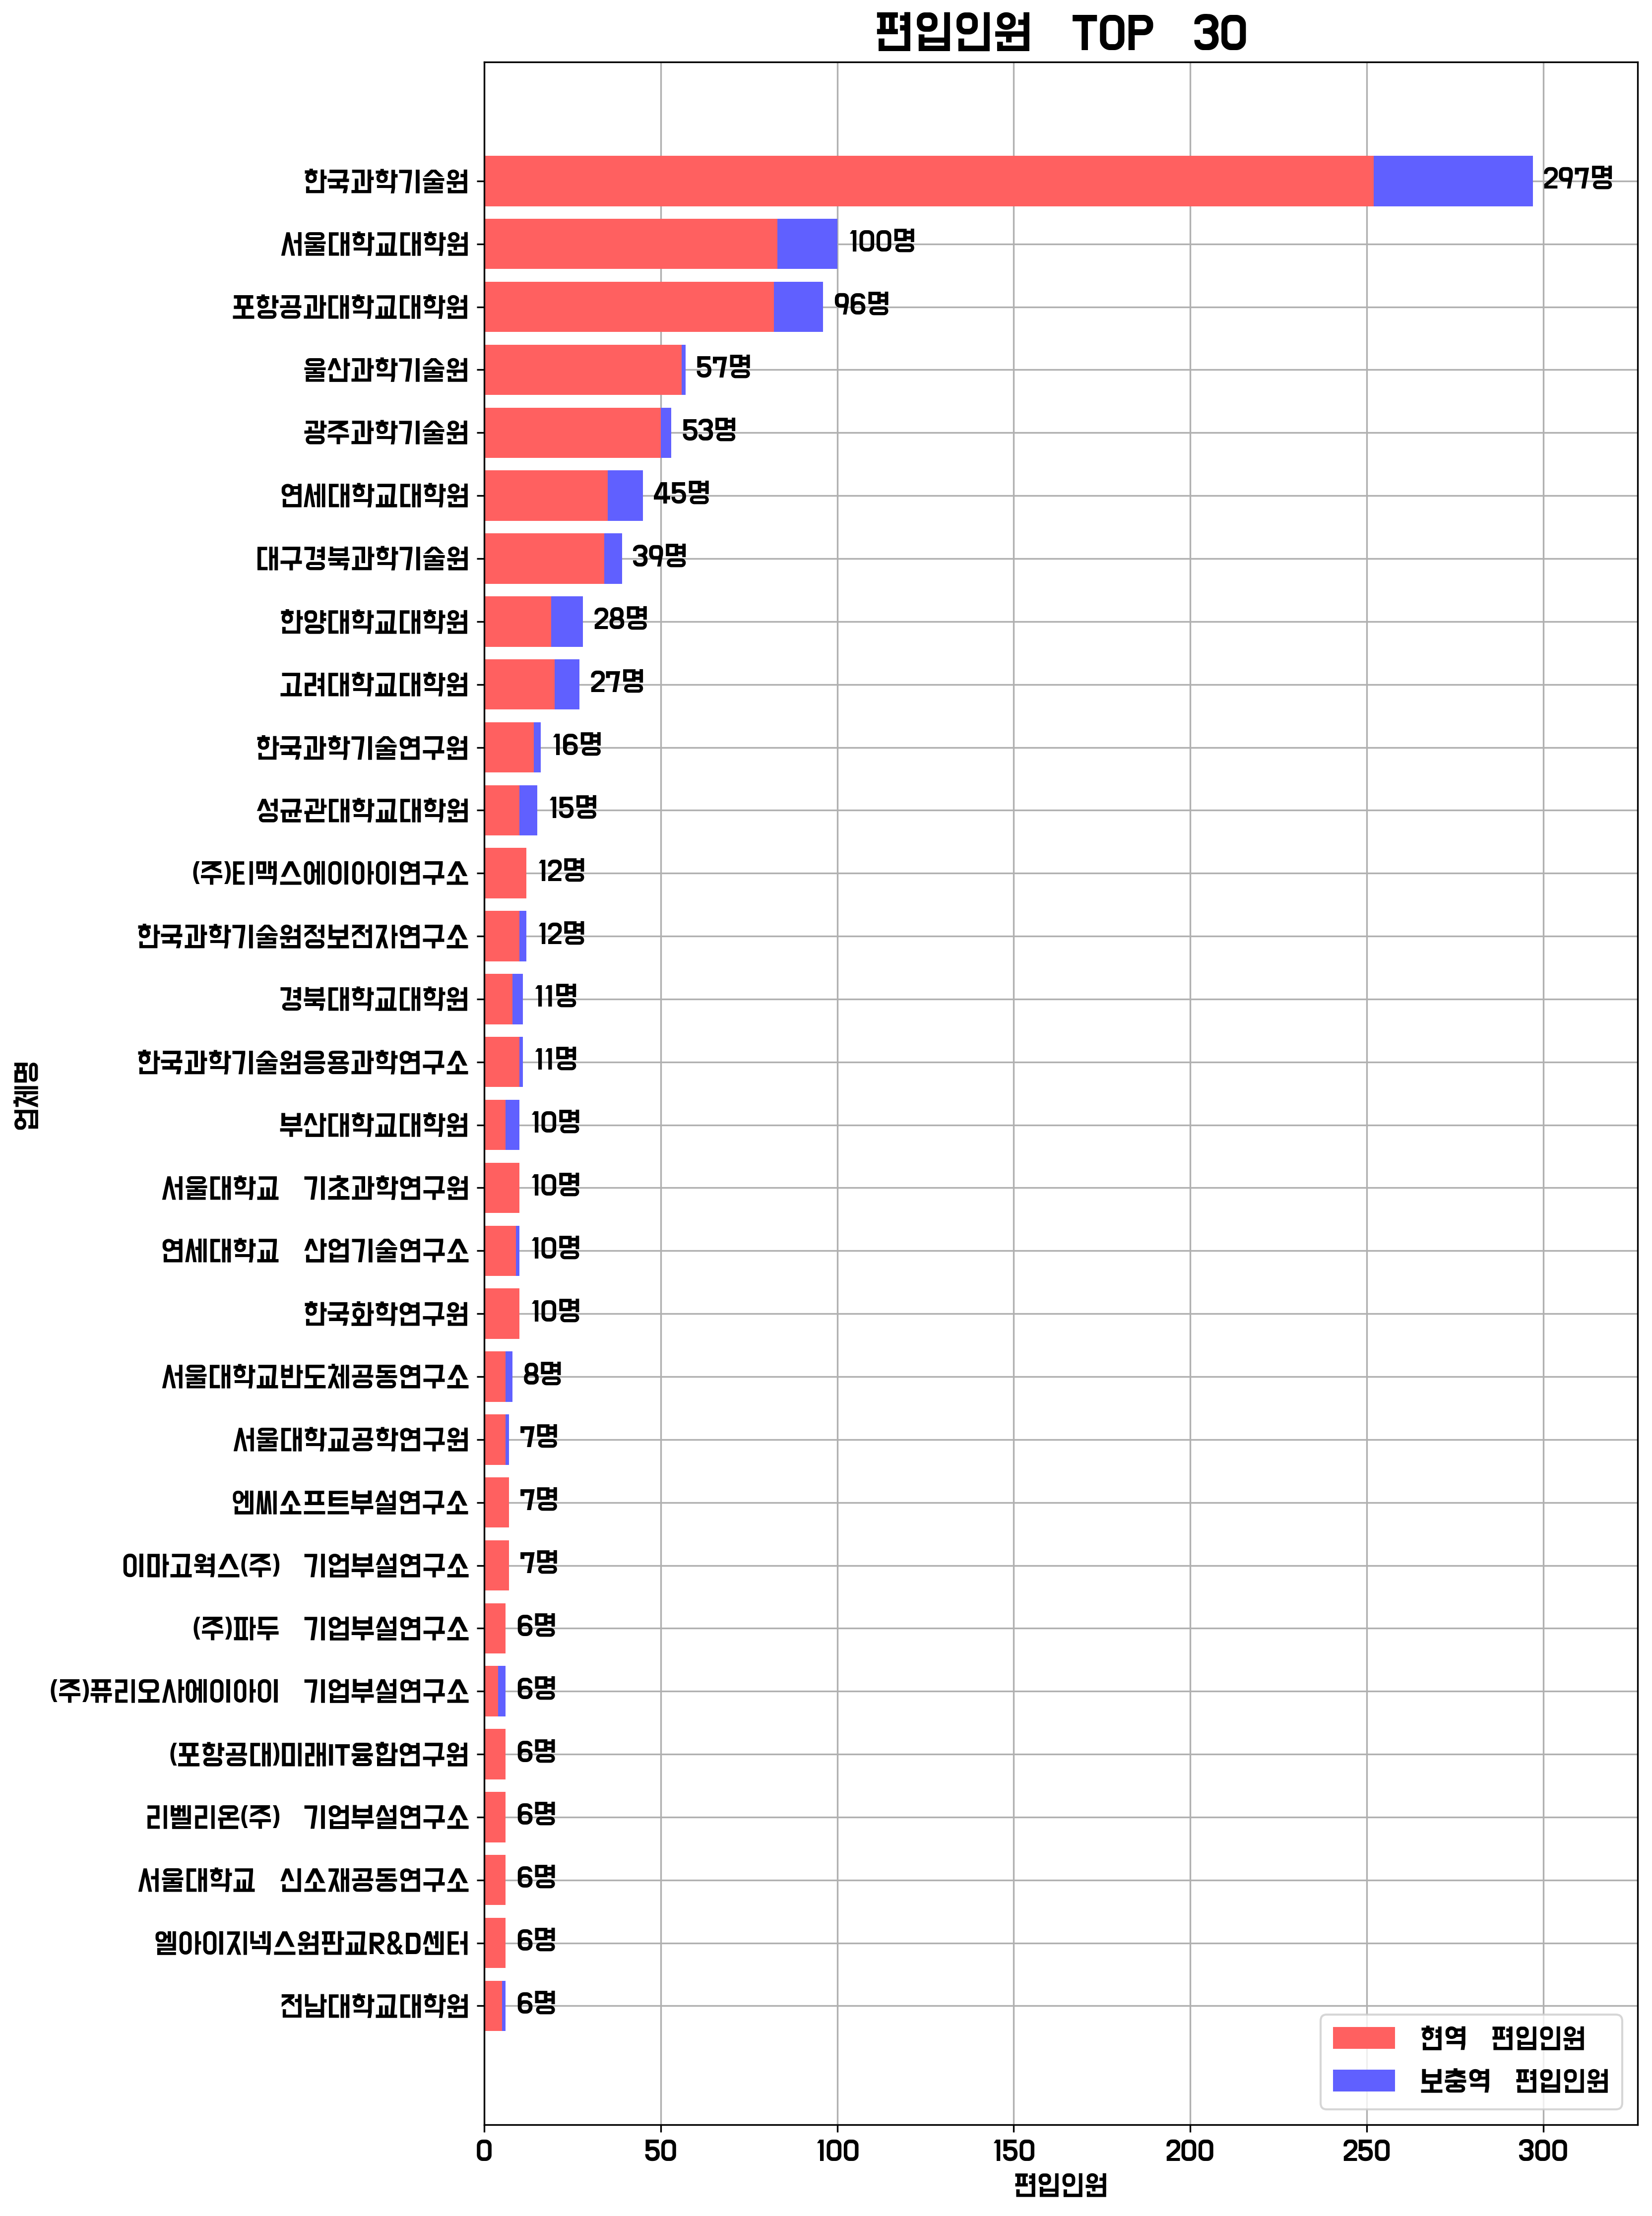 편입인원 TOP 30
한국과학기술원 297명
서울대학교대학원 100명
포항공과대학교대학원 96명
울산과학기술원 57명
광주과학기술원 53명
연세대학교대학원 45명
대구경북과학기술원 39명
한양대학교대학원 28명
고려대학교대학원 27명
한국과학기술연구원 16명
성균관대학교대학원 15명
(주)티맥스에이아이연구소 12명
한국과학기술원정보전자연구소 12명
경북대학교대학원 11명
한국과학기술원응용과학연구소 11명
부산대학교대학원 10명
서울대학교 기초과학연구원 10명
연세대학교 산업기술연구소 10명
한국화학연구원 10명
서울대학교반도체공동연구소 8명
서울대학교공학연구원 7명
엔씨소프트부설연구소 7명
이마고웍스(주) 기업부설연구소 7명
(주)파두 기업부설연구소 6명
(주)퓨리오사에이아이 기업부설연구소 6명
(포항공대)미래IT융합연구원 6명
리벨리온(주) 기업부설연구소 6명
서울대학교 신소재공동연구소 6명
엘아이지넥스원판교R&D센터 6명
전남대학교대학원 6명
업체명
현역 편입인원
보충역 편입인원
0 50 100 150 200 250 300
편입인원